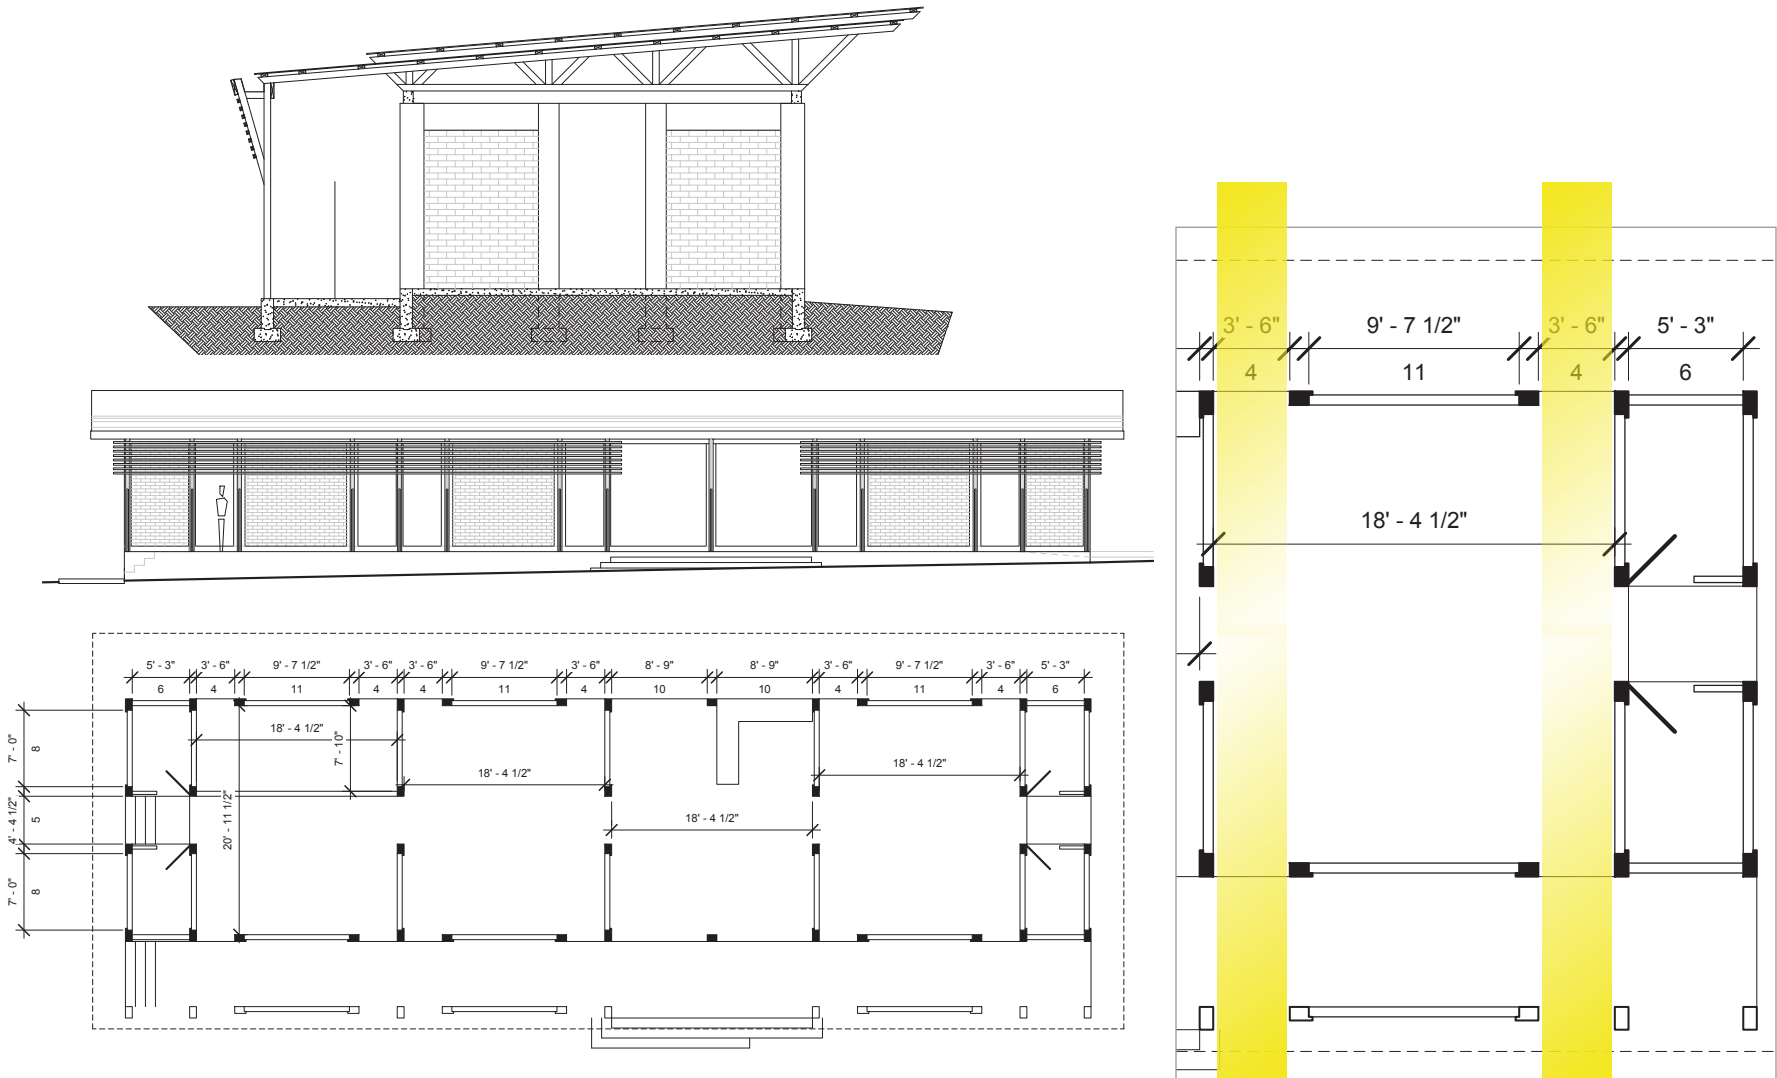 3' - 6" 9' - 7 1/2" 3' - 6" 5' - 3"
4 11 4 6
18' - 4 1/2"
5' - 3" 3' - 6" 9' - 7 1/2" 3' - 6" 3' - 6" 9' - 7 1/2" 3' - 6" 8' - 9" 8' - 9" 3' - 6" 9' - 7 1/2" 3' - 6" 5' - 3"
6 4 11 4 4 11 4 10 10 4 11 4 6
18' - 4 1/2"
7' - 10"
18' - 4 1/2"
18' - 4 1/2"
18' - 4 1/2"
20' - 11 1/2"
7' - 0" 8
4' - 4 1/2" 5
7' - 0" 8